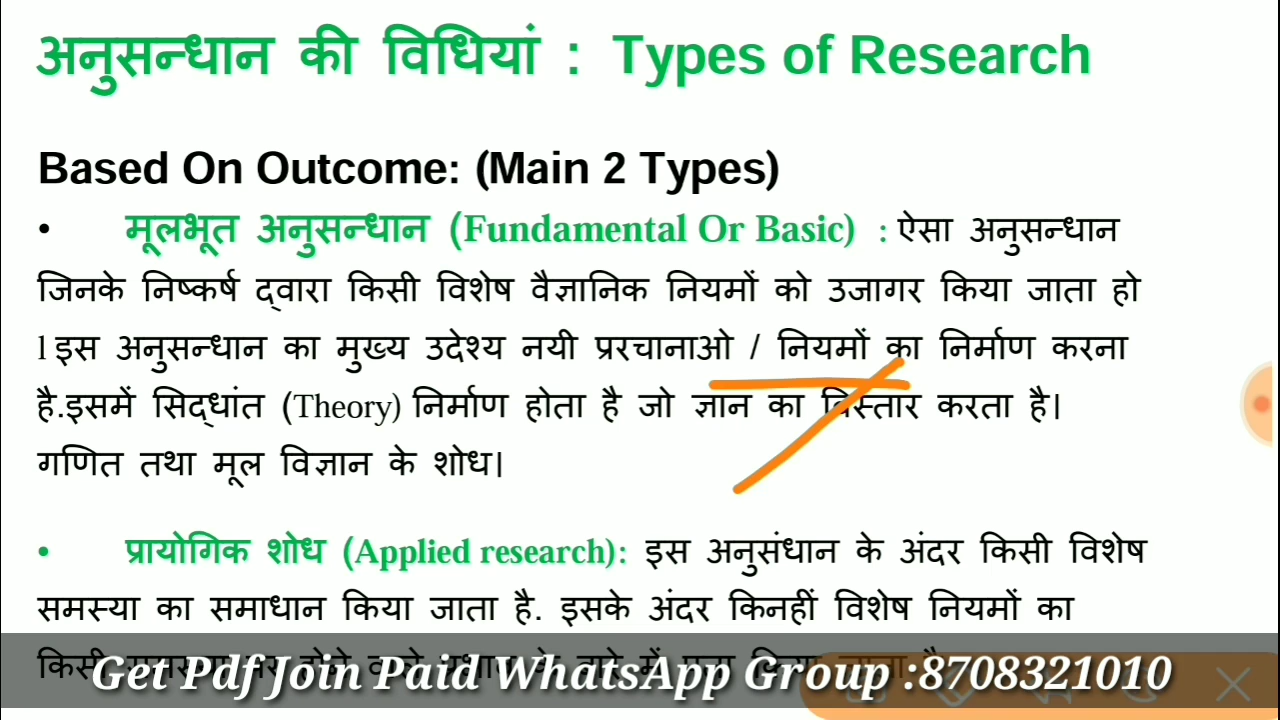 अनुसन्धान की विधियां : Types of Research
Based On Outcome: (Main 2 Types)
• मूलभूत अनुसन्धान (Fundamental Or Basic) : ऐसा अनुसन्धान
जिनके निष्कर्ष द्वारा किसी विशेष वैज्ञानिक नियमों को उजागर किया जाता हो
l इस अनुसन्धान का मुख्य उदेश्य नयी प्ररचानाओ / नियमों का निर्माण करना
है.इसमें सिद्धांत (Theory) निर्माण होता है जो ज्ञान का विस्तार करता है।
गणित तथा मूल विज्ञान के शोध।
• प्रायोगिक शोध (Applied research): इस अनुसंधान के अंदर किसी विशेष
समस्या का समाधान किया जाता है. इसके अंदर किनहीं विशेष नियमों का
किसी
Get Pdf Join Paid WhatsApp Group :8708321010